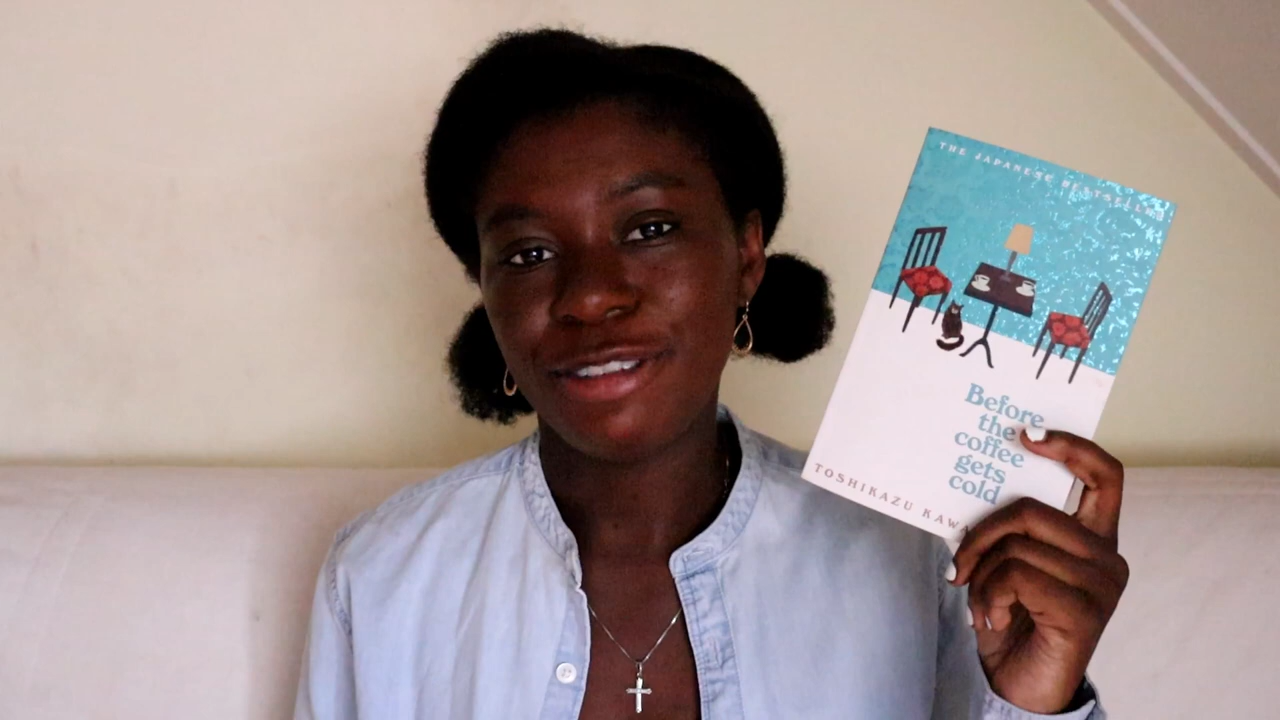 THE JAPANESE BESTSELLER
Before
the
coffee
gets
cold
TOSHIKAZU KAWA